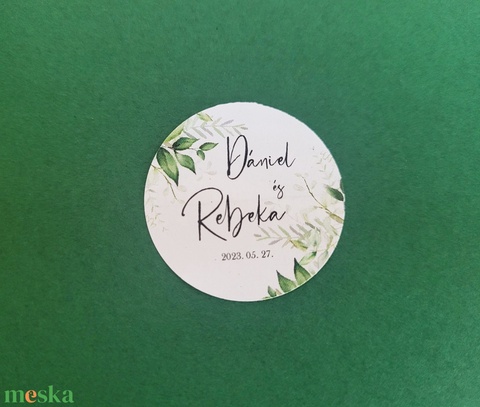 Dániel
és
Rebeka
2023. 05. 27.
meska